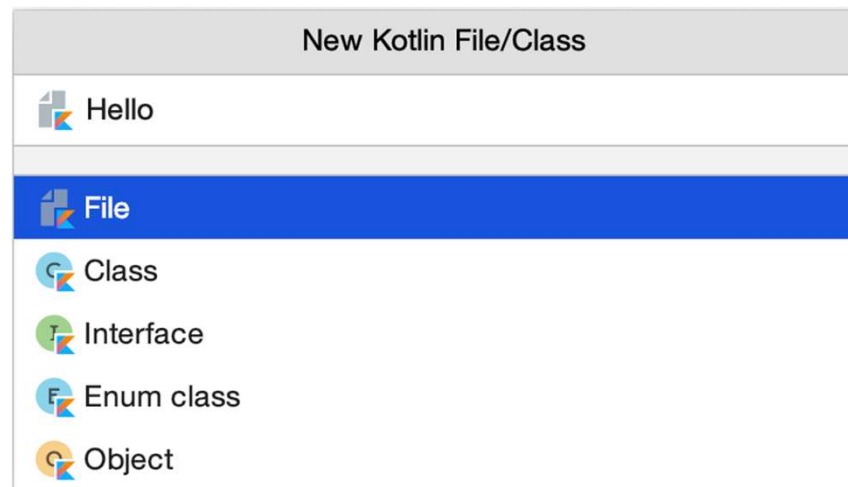 New Kotlin File/Class
Hello
File
Class
Interface
Enum class
Object